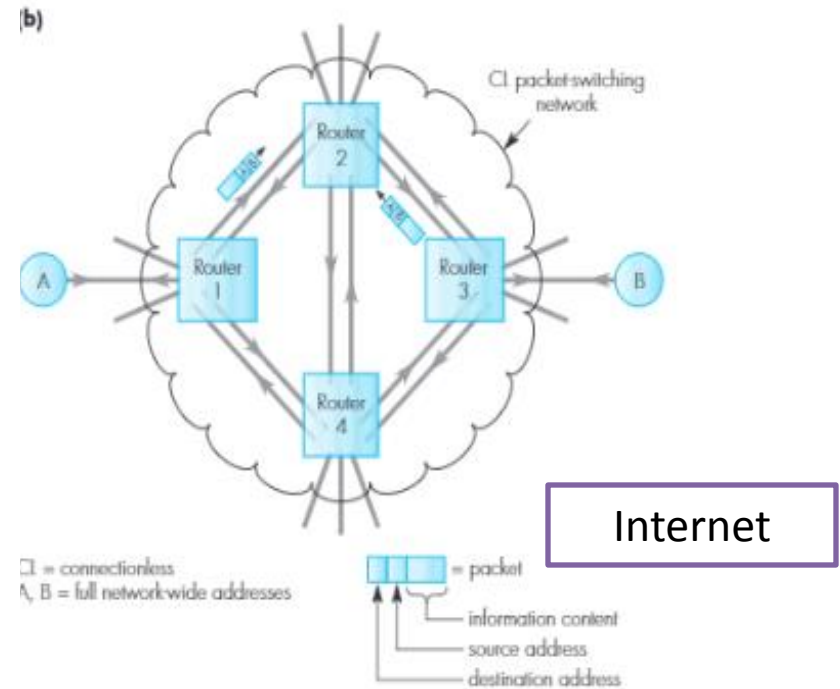 (b)
CL packet-switching
network
Router
2
A B
A B
A
Router
1
Router
3
B
Router
4
Internet
CL = connectionless
A, B = full network-wide addresses
= packet
information content
source address
destination address